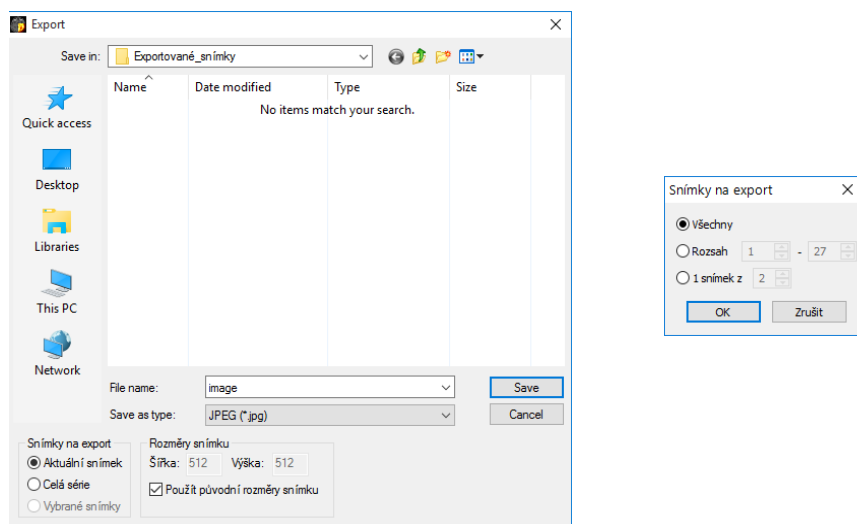 Export
Save in: Exportované_snímky
Name Date modified Type Size
No items match your search.
Quick access
Desktop
Libraries
This PC
Network
File name: image Save
Save as type: JPEG (*.jpg) Cancel
Snímky na export
Aktuální snímek
Celá série
Vybrané snímky
Rozměry snímku
Šířka: 512 Výška: 512
Použít původní rozměry snímku
Snímky na export
Všechny
Rozsah 1 - 27
1 snímek z 2
OK Zrušit